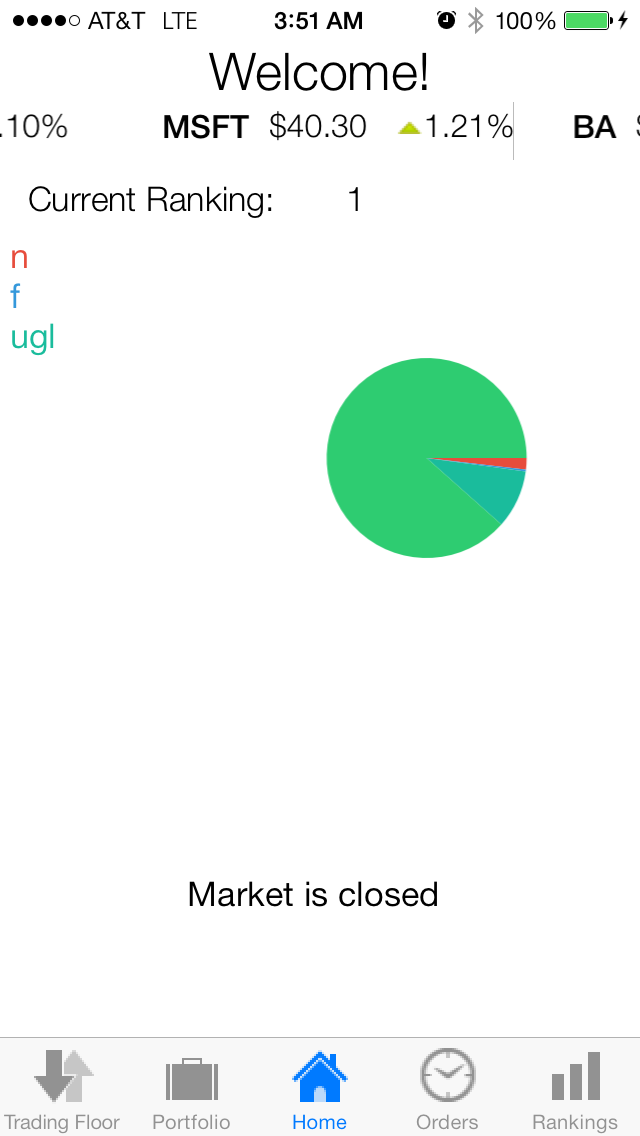 AT&T LTE 3:51 AM 100%
Welcome!
.10% MSFT $40.30 1.21% BA
Current Ranking: 1
n
f
ugl
Market is closed
Trading Floor Portfolio Home Orders Rankings